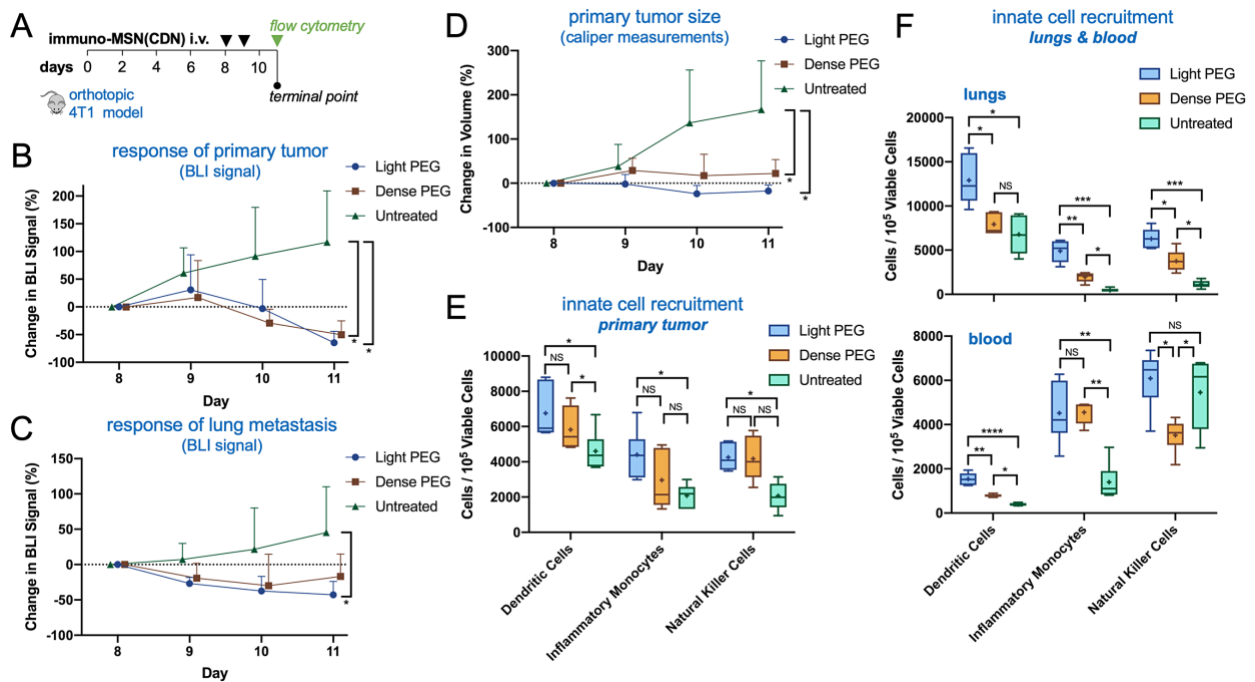 A
immuno-MSN(CDN) i.v.
flow cytometry
days 0 2 4 6 8 10
orthotopic
4T1 model
terminal point
B
response of primary tumor
(BLI signal)
Light PEG
Dense PEG
Untreated
Change in BLI Signal (%)
200
150
100
50
0
-50
-100
*
*
8 9 10 11
Day
C
response of lung metastasis
(BLI signal)
Light PEG
Dense PEG
Untreated
Change in BLI Signal (%)
150
100
50
0
-50
-100
*
8 9 10 11
Day
D
primary tumor size
(caliper measurements)
Light PEG
Dense PEG
Untreated
Change in Volume (%)
300
200
100
0
-100
*
*
8 9 10 11
Day
E
innate cell recruitment
primary tumor
Light PEG
Dense PEG
Untreated
Cells / 10⁵ Viable Cells
10000
8000
6000
4000
2000
0
*
NS
*
*
NS
NS
*
NS NS
Dendritic Cells
Inflammatory Monocytes
Natural Killer Cells
F
innate cell recruitment
lungs & blood
Light PEG
Dense PEG
Untreated
lungs
Cells / 10⁵ Viable Cells
20000
15000
10000
5000
0
*
*
NS
***
**
*
***
*
*
blood
Cells / 10⁵ Viable Cells
8000
6000
4000
2000
0
****
**
*
**
NS
**
NS
* *
Dendritic Cells
Inflammatory Monocytes
Natural Killer Cells